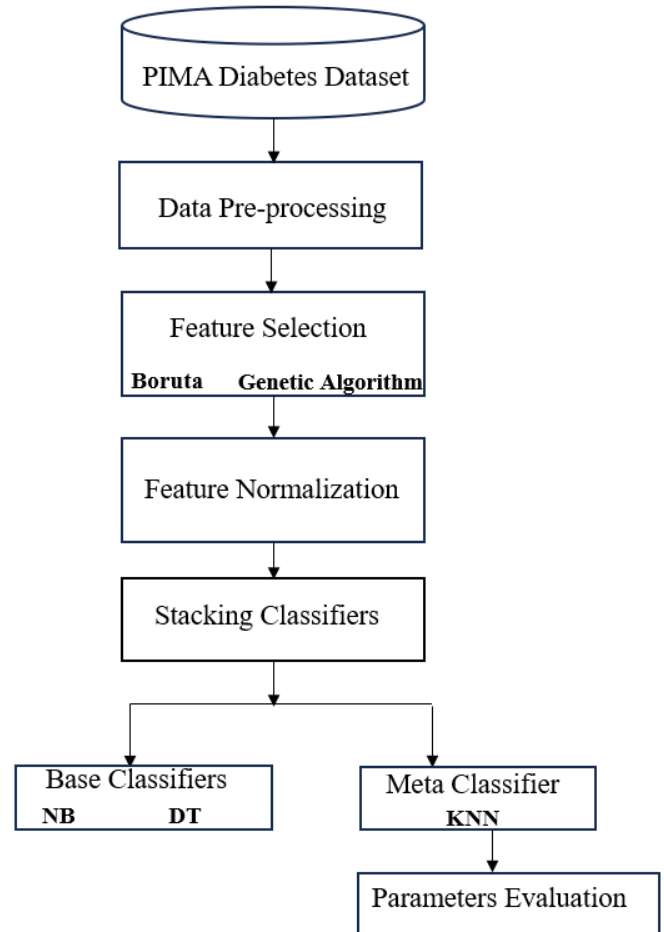 PIMA Diabetes Dataset
Data Pre-processing
Feature Selection
Boruta Genetic Algorithm
Feature Normalization
Stacking Classifiers
Base Classifiers
NB DT
Meta Classifier
KNN
Parameters Evaluation